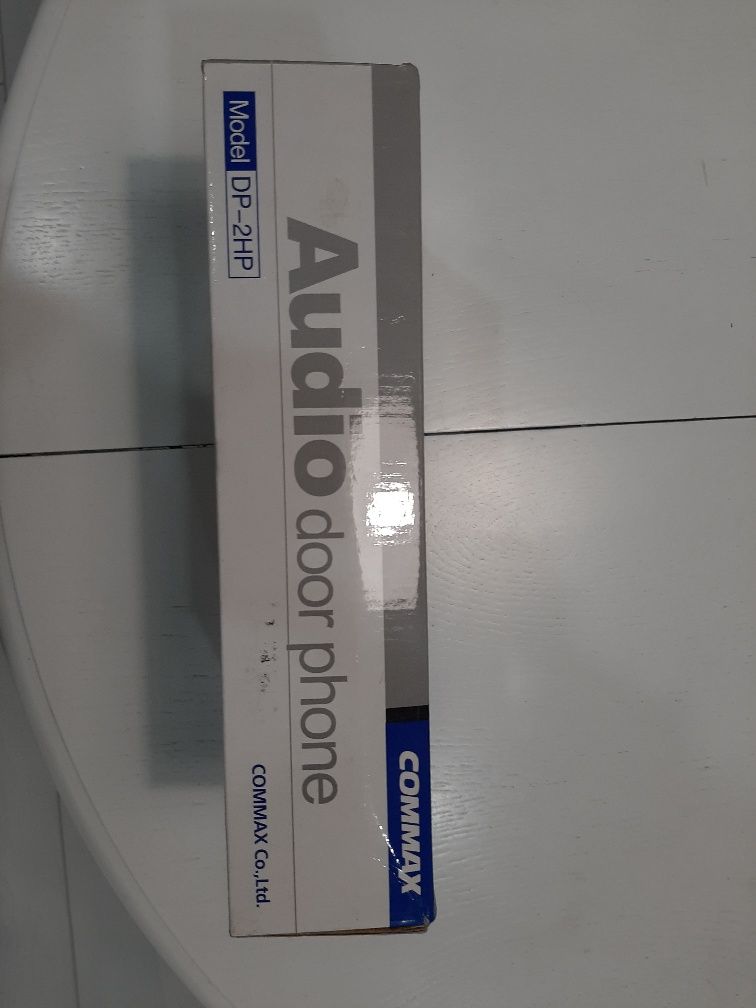 COMMAX
Audio door phone
Model DP-2HP
COMMAX Co.,Ltd.